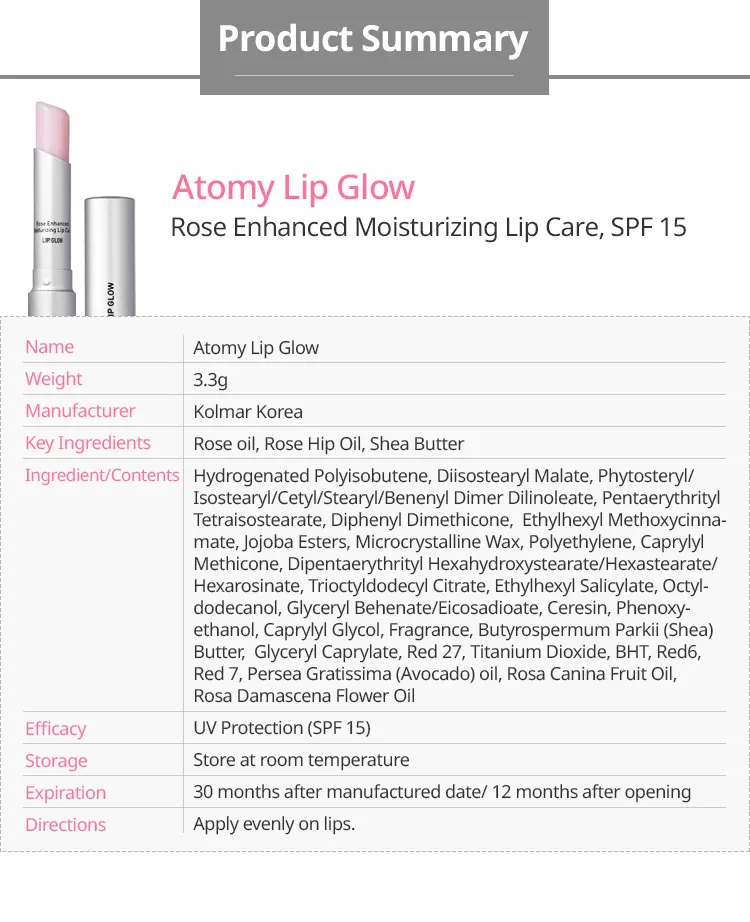 Product Summary
Atomy Lip Glow
Rose Enhanced Moisturizing Lip Care, SPF 15
Rose Enhanced
Lip
LIP GLOW
GLOW
Name
Atomy Lip Glow
Weight
3.3g
Manufacturer
Kolmar Korea
Key Ingredients
Rose oil, Rose Hip Oil, Shea Butter
Ingredient/Contents
Hydrogenated Polyisobutene, Diisostearyl Malate, Phytosteryl/
Isostearyl/Cetyl/Stearyl/Benenyl Dimer Dilinoleate, Pentaerythrityl
Tetraisostearate, Diphenyl Dimethicone,  Ethylhexyl Methoxycinna-
mate, Jojoba Esters, Microcrystalline Wax, Polyethylene, Caprylyl
Methicone, Dipentaerythrityl Hexahydroxystearate/Hexastearate/
Hexarosinate, Trioctyldodecyl Citrate, Ethylhexyl Salicylate, Octyl-
dodecanol, Glyceryl Behenate/Eicosadioate, Ceresin, Phenoxy-
ethanol, Caprylyl Glycol, Fragrance, Butyrospermum Parkii (Shea)
Butter,  Glyceryl Caprylate, Red 27, Titanium Dioxide, BHT, Red6,
Red 7, Persea Gratissima (Avocado) oil, Rosa Canina Fruit Oil,
Rosa Damascena Flower Oil
Efficacy
UV Protection (SPF 15)
Storage
Store at room temperature
Expiration
30 months after manufactured date/ 12 months after opening
Directions
Apply evenly on lips.